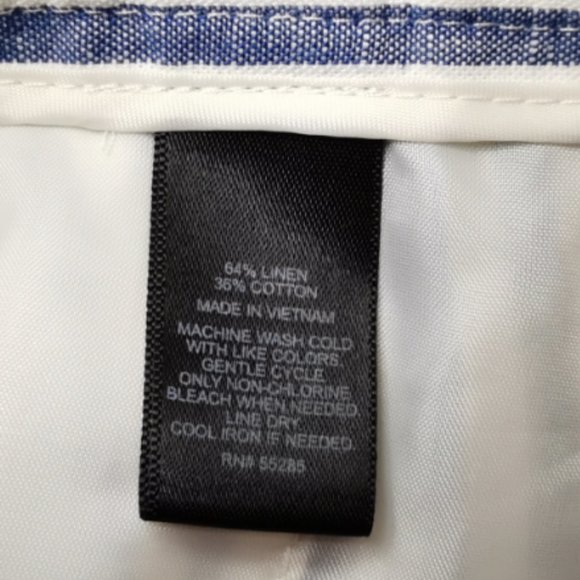 64% LINEN
36% COTTON
MADE IN VIETNAM
MACHINE WASH COLD
WITH LIKE COLORS.
GENTLE CYCLE.
ONLY NON-CHLORINE
BLEACH WHEN NEEDED.
LINE DRY.
COOL IRON IF NEEDED.
RN# 55285